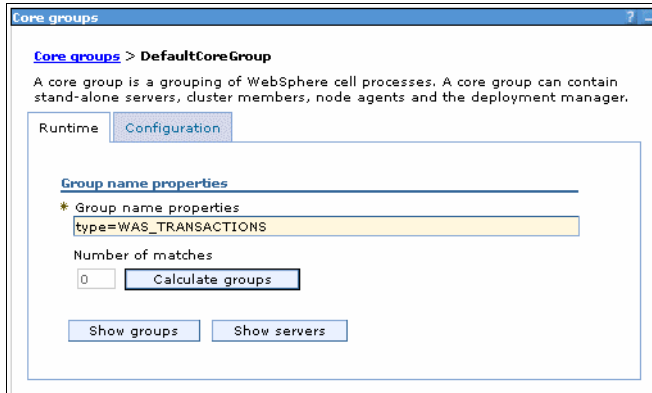 Core groups ? –
Core groups > DefaultCoreGroup
A core group is a grouping of WebSphere cell processes. A core group can contain
stand-alone servers, cluster members, node agents and the deployment manager.
Runtime Configuration
Group name properties
* Group name properties
type=WAS_TRANSACTIONS
Number of matches
0 Calculate groups
Show groups Show servers